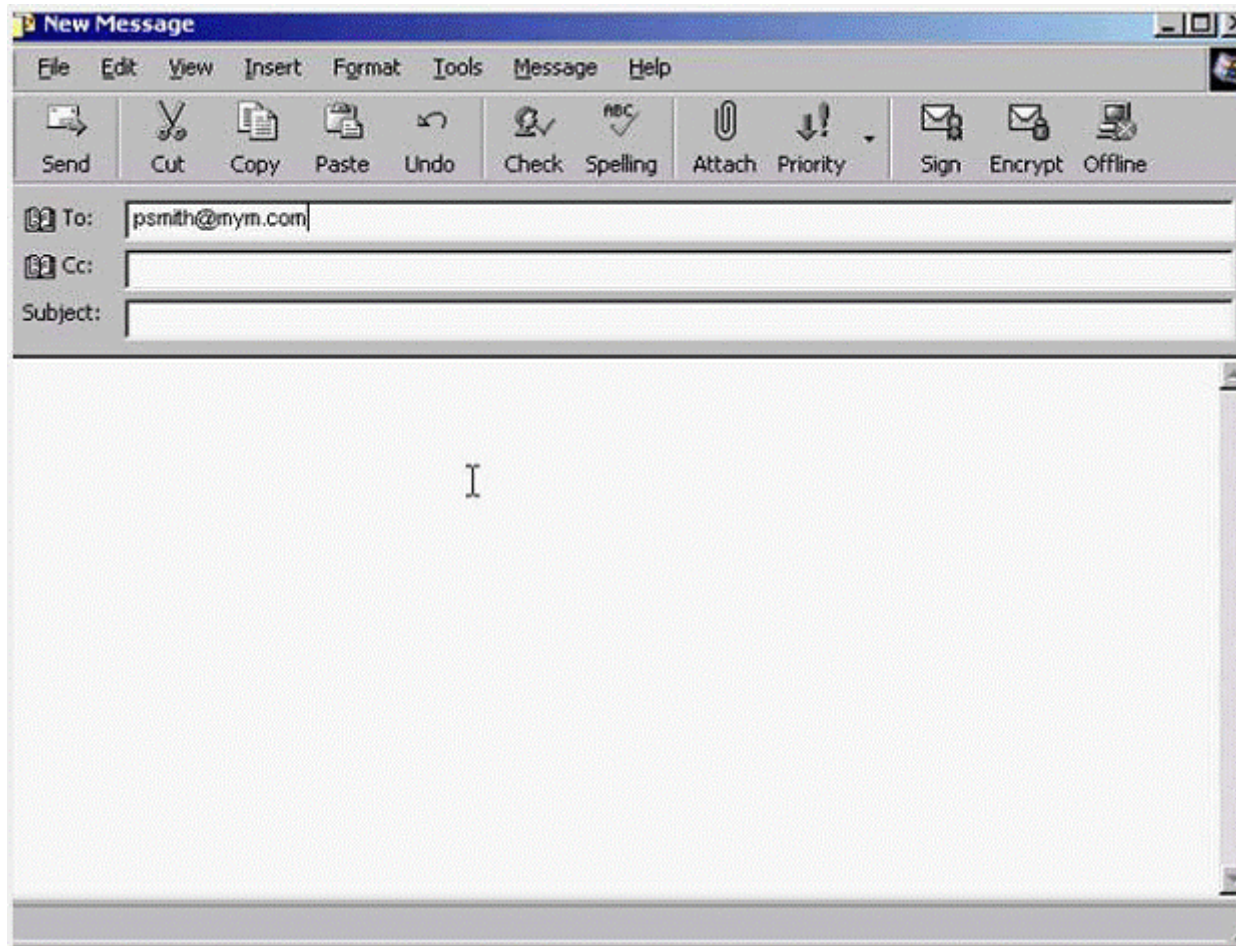 New Message
File Edit View Insert Format Tools Message Help
ABC
Send Cut Copy Paste Undo Check Spelling Attach Priority Sign Encrypt Offline
To: psmith@mym.com
Cc:
Subject: